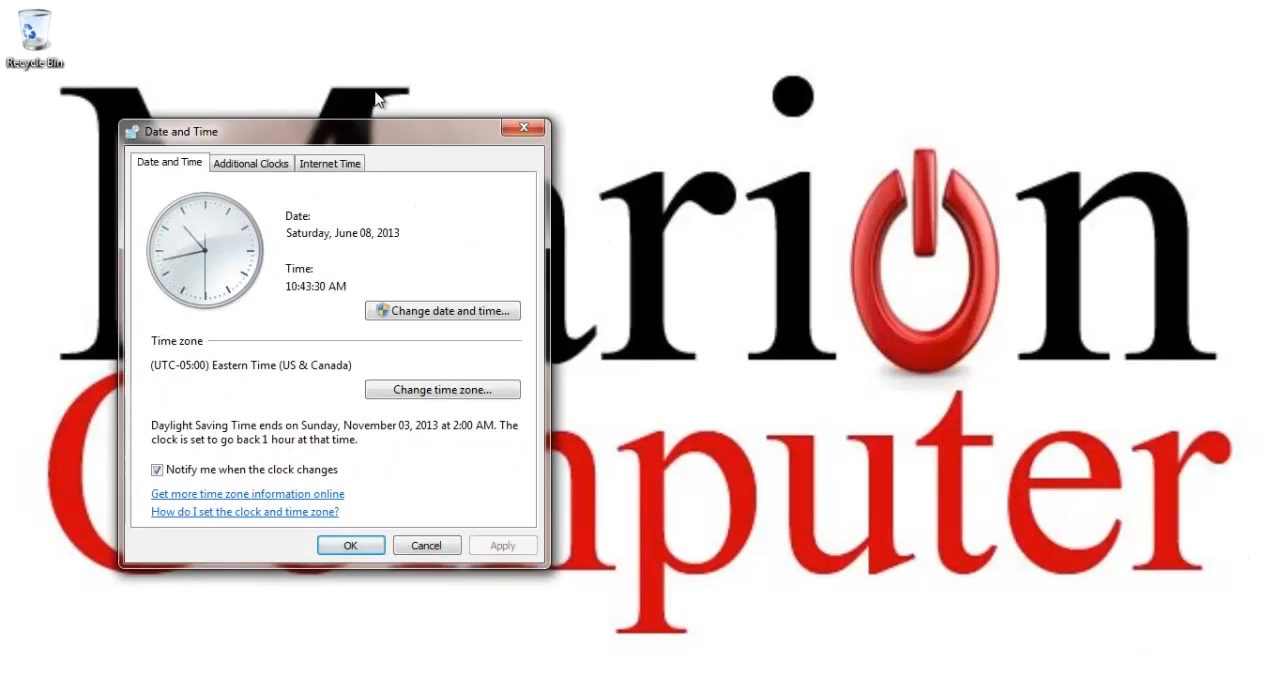 Recycle Bin
Marion
Computer
Date and Time
Date and Time
Additional Clocks
Internet Time
Date:
Saturday, June 08, 2013
Time:
10:43:30 AM
Change date and time...
Time zone
(UTC-05:00) Eastern Time (US & Canada)
Change time zone...
Daylight Saving Time ends on Sunday, November 03, 2013 at 2:00 AM. The
clock is set to go back 1 hour at that time.
Notify me when the clock changes
Get more time zone information online
How do I set the clock and time zone?
OK
Cancel
Apply